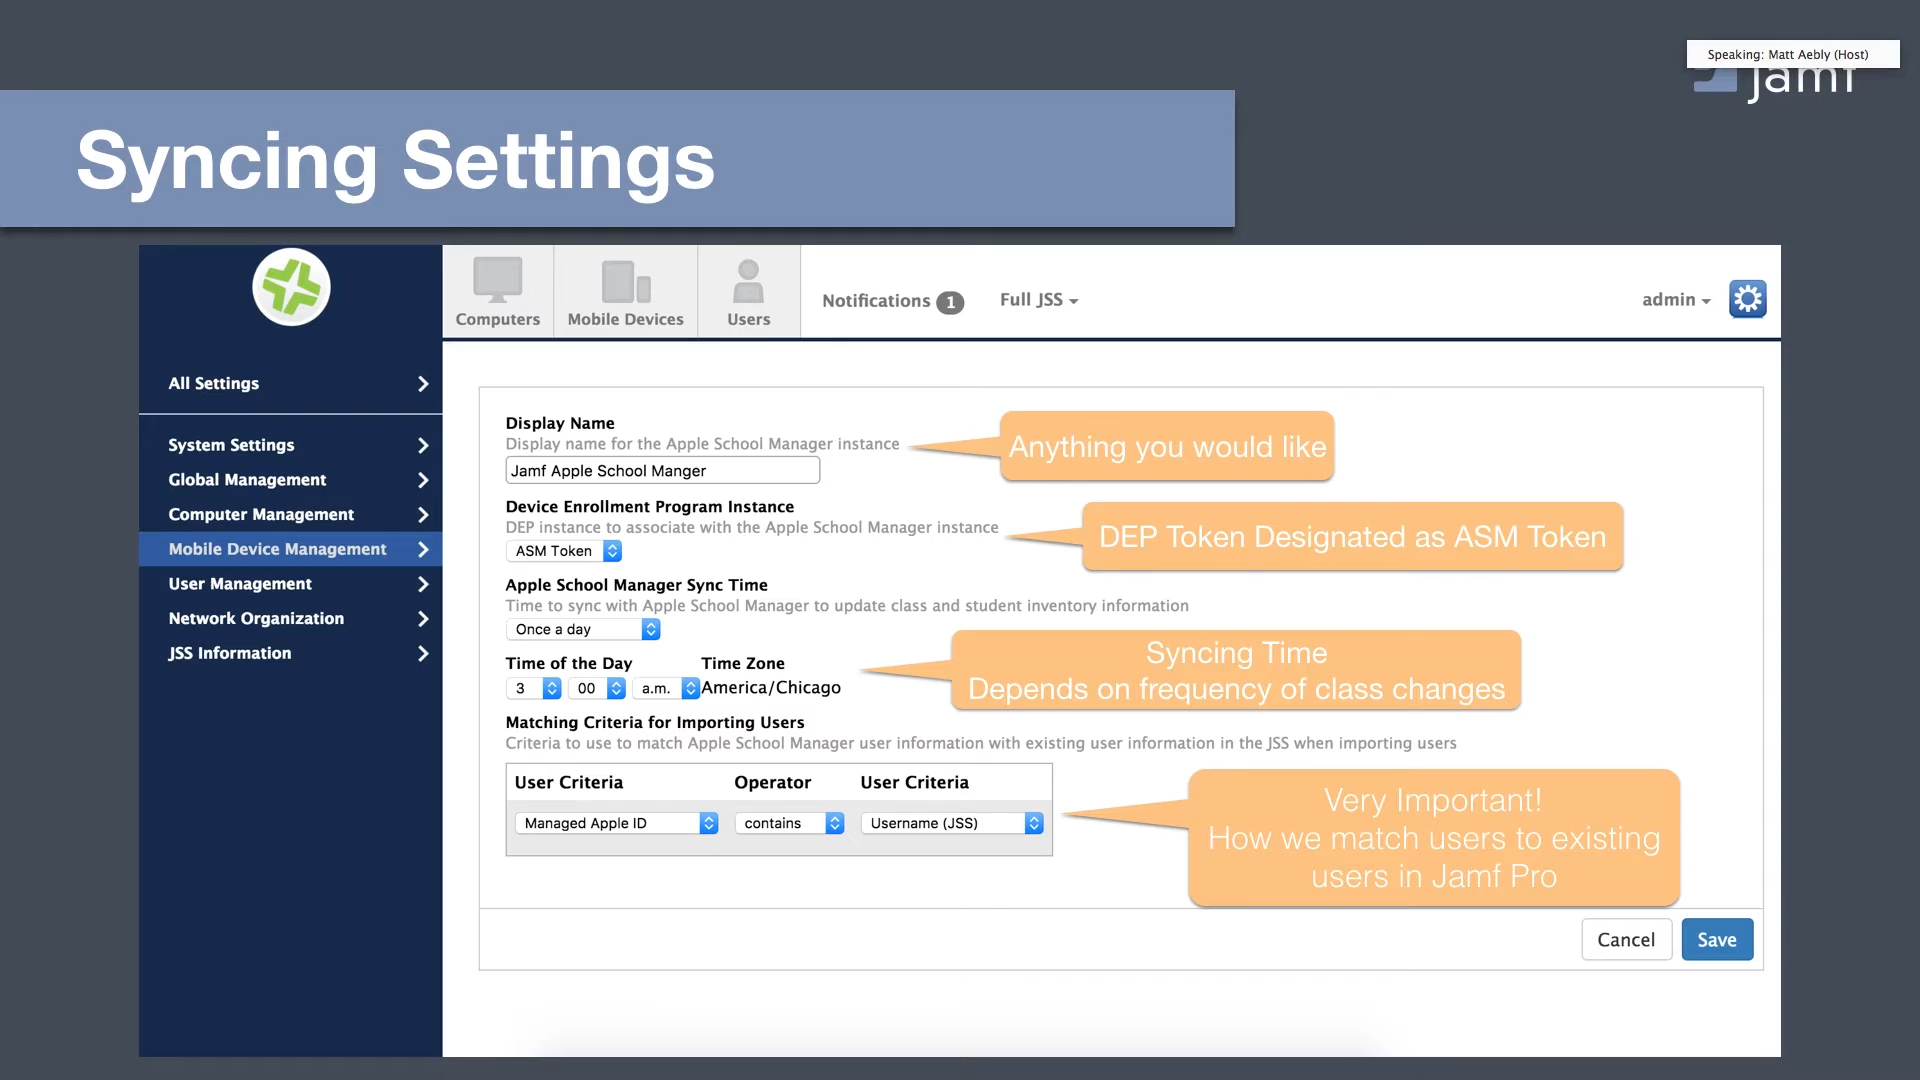 Speaking: Matt Aebly (Host)
jamf
Syncing Settings
Computers
Mobile Devices
Users
Notifications 1
Full JSS
admin
All Settings
System Settings
Global Management
Computer Management
Mobile Device Management
User Management
Network Organization
JSS Information
Display Name
Display name for the Apple School Manager instance
Jamf Apple School Manger
Anything you would like
Device Enrollment Program Instance
DEP instance to associate with the Apple School Manager instance
ASM Token
DEP Token Designated as ASM Token
Apple School Manager Sync Time
Time to sync with Apple School Manager to update class and student inventory information
Once a day
Time of the Day Time Zone
3 00 a.m. America/Chicago
Syncing Time
Depends on frequency of class changes
Matching Criteria for Importing Users
Criteria to use to match Apple School Manager user information with existing user information in the JSS when importing users
User Criteria Operator User Criteria
Managed Apple ID contains Username (JSS)
Very Important!
How we match users to existing
users in Jamf Pro
Cancel
Save